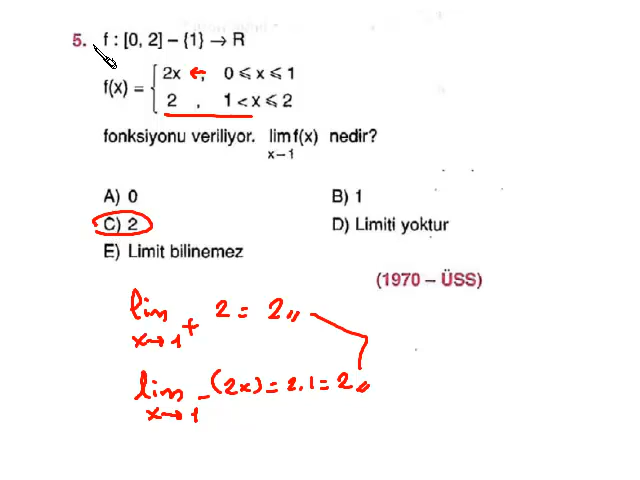 5. f : [0, 2] – {1} → R
f(x) = { 2x , 0 ⩽ x ⩽ 1
2 , 1 < x ⩽ 2
fonksiyonu veriliyor. lim f(x) nedir?
x–1
A) 0 B) 1
C) 2 D) Limiti yoktur
E) Limit bilinemez
(1970 – ÜSS)
lim 2 = 2
x→1+
lim (2x) = 2.1 = 2
x→1-